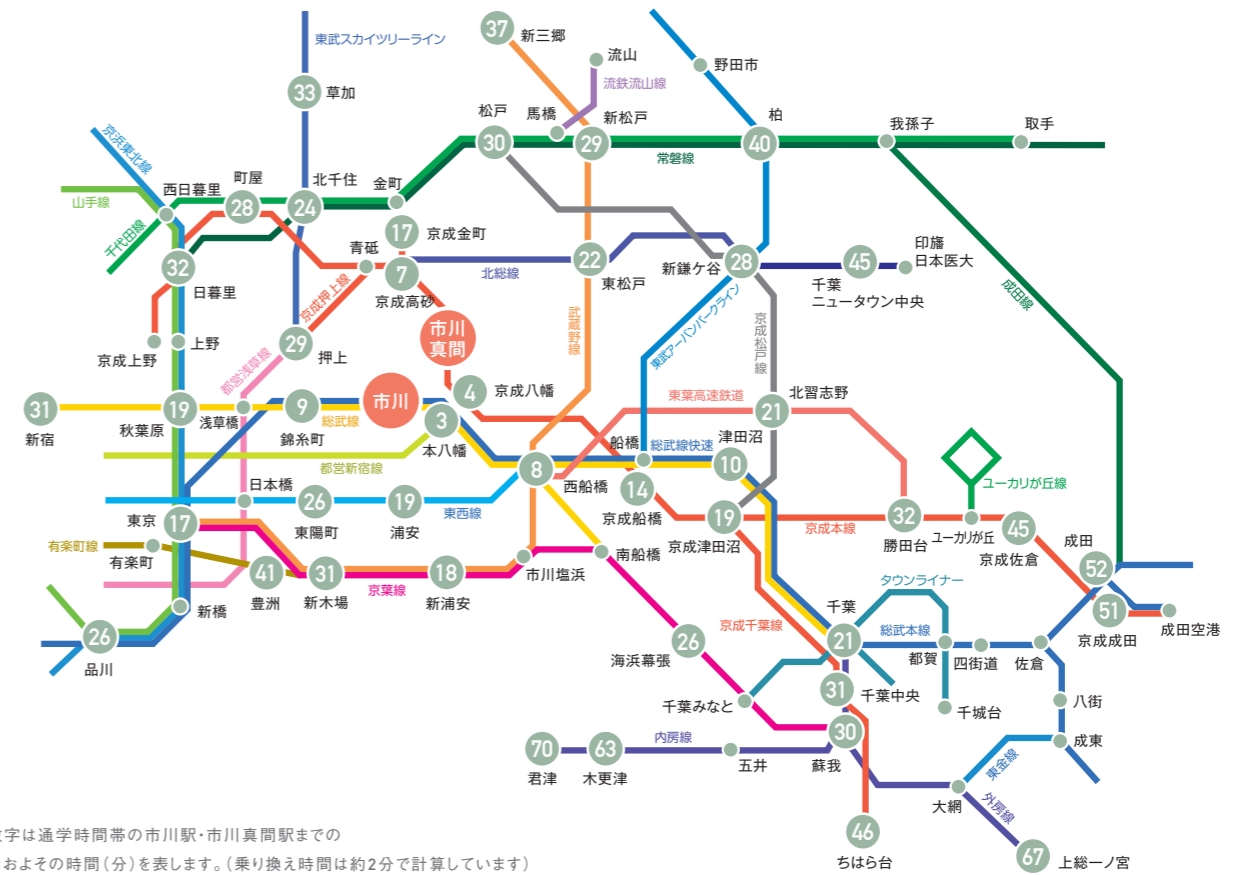 37
新三郷
東武スカイツリーライン
流山
野田市
流鉄流山線
33
草加
松戸
馬橋
新松戸
柏
我孫子
取手
京浜東北線
30
29
40
常磐線
西日暮里
町屋
北千住
金町
山手線
28
24
千代田線
17
京成金町
青砥
32
日暮里
7
京成高砂
北総線
22
東松戸
新鎌ケ谷
28
45
千葉
ニュータウン中央
印旛
日本医大
成田線
京成押上線
京成上野
上野
29
押上
市川
真間
武蔵野線
東武アーバンパークライン
京成松戸線
都営浅草線
4
京成八幡
東葉高速鉄道
北習志野
21
31
新宿
19
秋葉原
浅草橋
9
錦糸町
総武線
市川
3
本八幡
都営新宿線
船橋
総武線快速
津田沼
10
8
西船橋
ユーカリが丘線
日本橋
26
東陽町
19
浦安
東西線
14
京成船橋
19
京成津田沼
京成本線
32
勝田台
ユーカリが丘
45
京成佐倉
東京
17
有楽町線
有楽町
41
豊洲
31
新木場
京葉線
18
新浦安
市川塩浜
南船橋
成田
52
タウンライナー
新橋
26
品川
千葉
21
総武本線
京成千葉線
都賀
四街道
佐倉
51
京成成田
成田空港
26
海浜幕張
31
千葉中央
千葉みなと
千城台
八街
30
蘇我
成東
70
君津
63
木更津
内房線
五井
東金線
大網
外房線
46
ちはら台
67
上総一ノ宮
字は通学時間帯の市川駅・市川真間駅までの
およその時間(分)を表します。(乗り換え時間は約2分で計算しています)